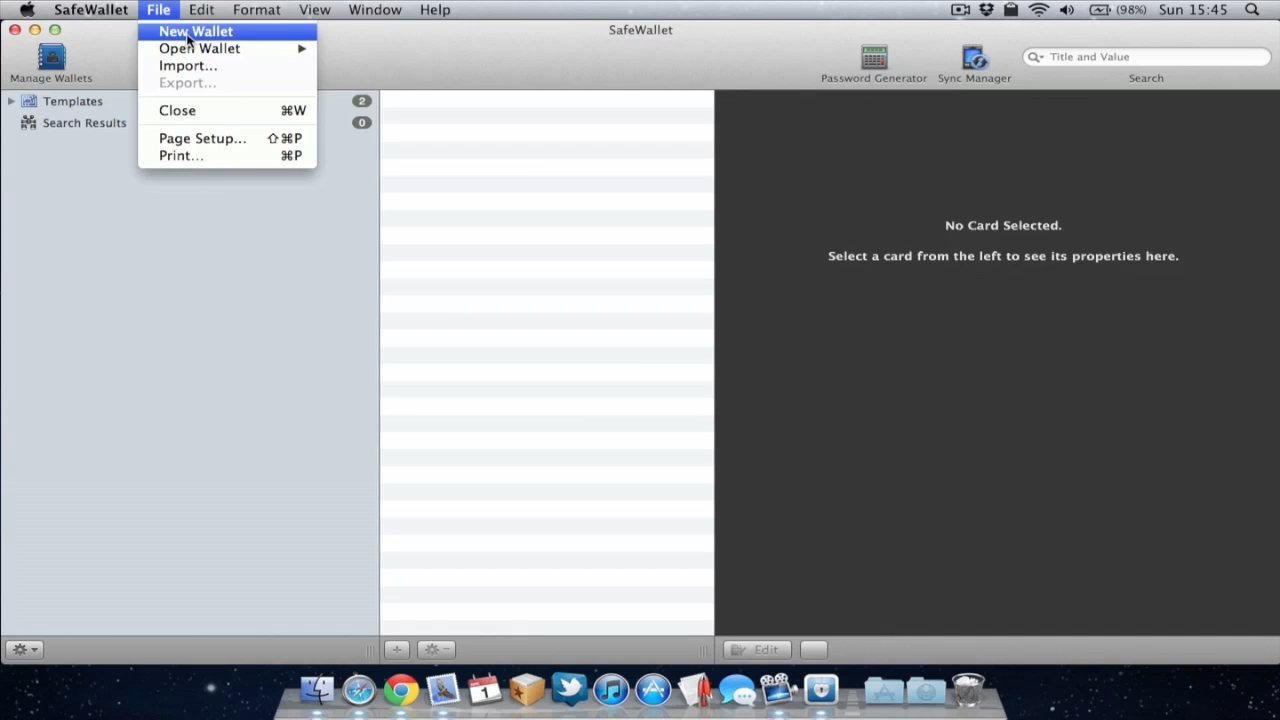 SafeWallet File Edit Format View Window Help (98%) Sun 15:45
SafeWallet
New Wallet
Open Wallet
Import...
Export...
Close ⌘W
Page Setup... ⇧⌘P
Print... ⌘P
Manage Wallets
Password Generator
Sync Manager
Title and Value
Search
Templates 2
Search Results 0
No Card Selected.
Select a card from the left to see its properties here.
Edit
1